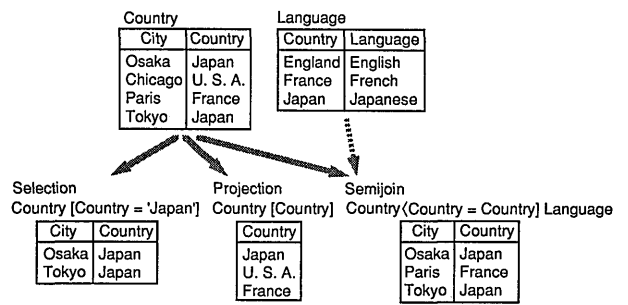 Country
City Country
Osaka Japan
Chicago U. S. A.
Paris France
Tokyo Japan
Language
Country Language
England English
France French
Japan Japanese
Selection
Country [Country = 'Japan']
City Country
Osaka Japan
Tokyo Japan
Projection
Country [Country]
Country
Japan
U. S. A.
France
Semijoin
Country⟨Country = Country] Language
City Country
Osaka Japan
Paris France
Tokyo Japan